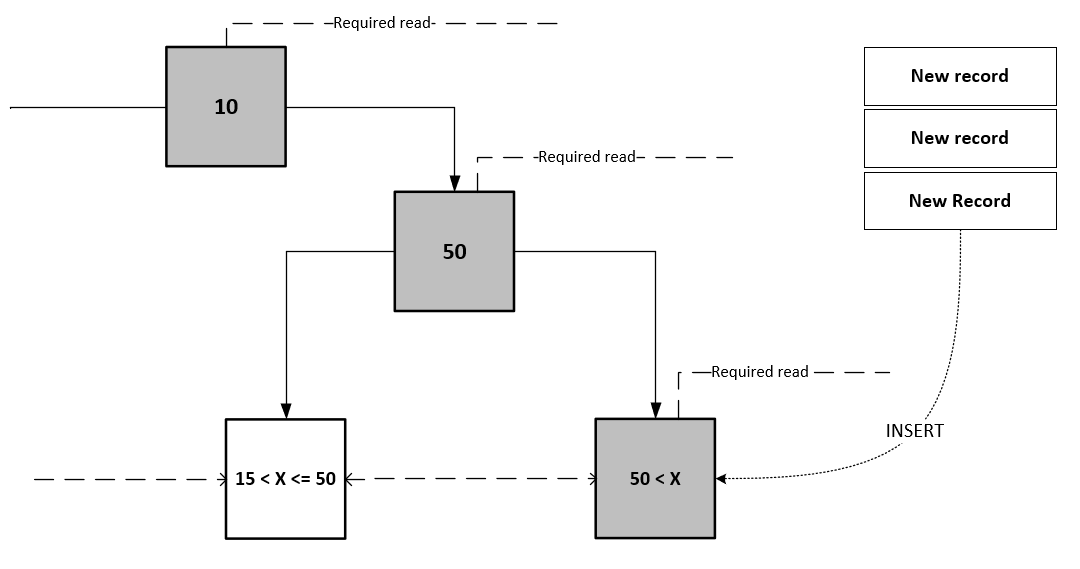 Required read
10
New record
New record
New Record
Required read
50
Required read
INSERT
15 < X <= 50
50 < X